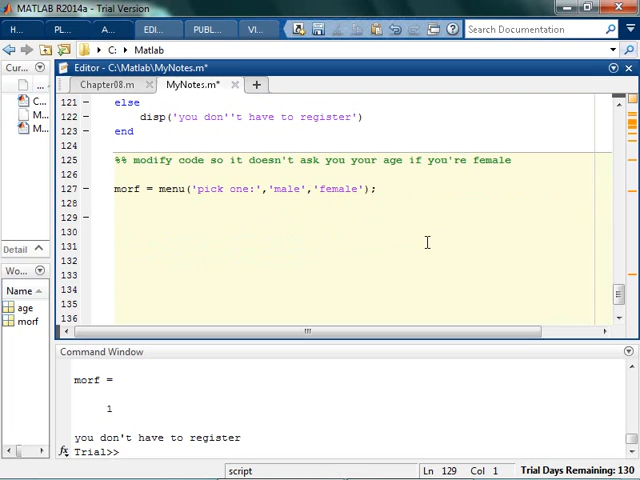 MATLAB R2014a - Trial Version
H... P... A... EDI... PUBL... VI... Search Documentation
C: Matlab
Cur... Editor - C:\Matlab\MyNotes.m*
Chapter08.m MyNotes.m*
...
C...
M...
M...
121 else
122 disp('you don''t have to register')
123 end
124
125 %% modify code so it doesn't ask you your age if you're female
126
127 morf = menu('pick one:','male','female');
128
129
130
131
132
133
134
135
136
Detail
Wo...
Name
age
morf
Command Window
morf =
1
you don't have to register
fx Trial>>
script Ln 129 Col 1 Trial Days Remaining: 130